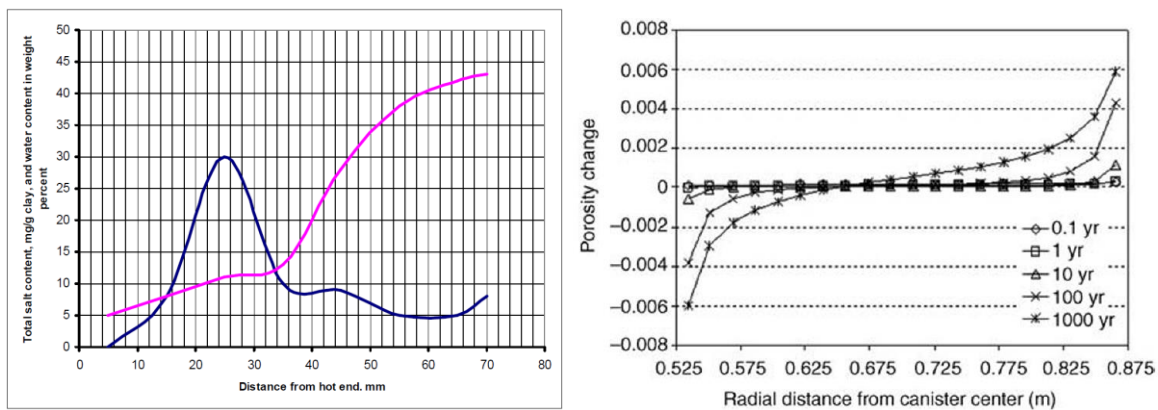 50
45
40
35
30
25
20
15
10
5
0
0 10 20 30 40 50 60 70 80
Total salt content, mg/g clay, and water content in weight
percent
Distance from hot end. mm
0.008
0.006
0.004
0.002
0
−0.002
−0.004
−0.006
−0.008
0.525 0.575 0.625 0.675 0.725 0.775 0.825 0.875
Porosity change
Radial distance from canister center (m)
0.1 yr
1 yr
10 yr
100 yr
1000 yr